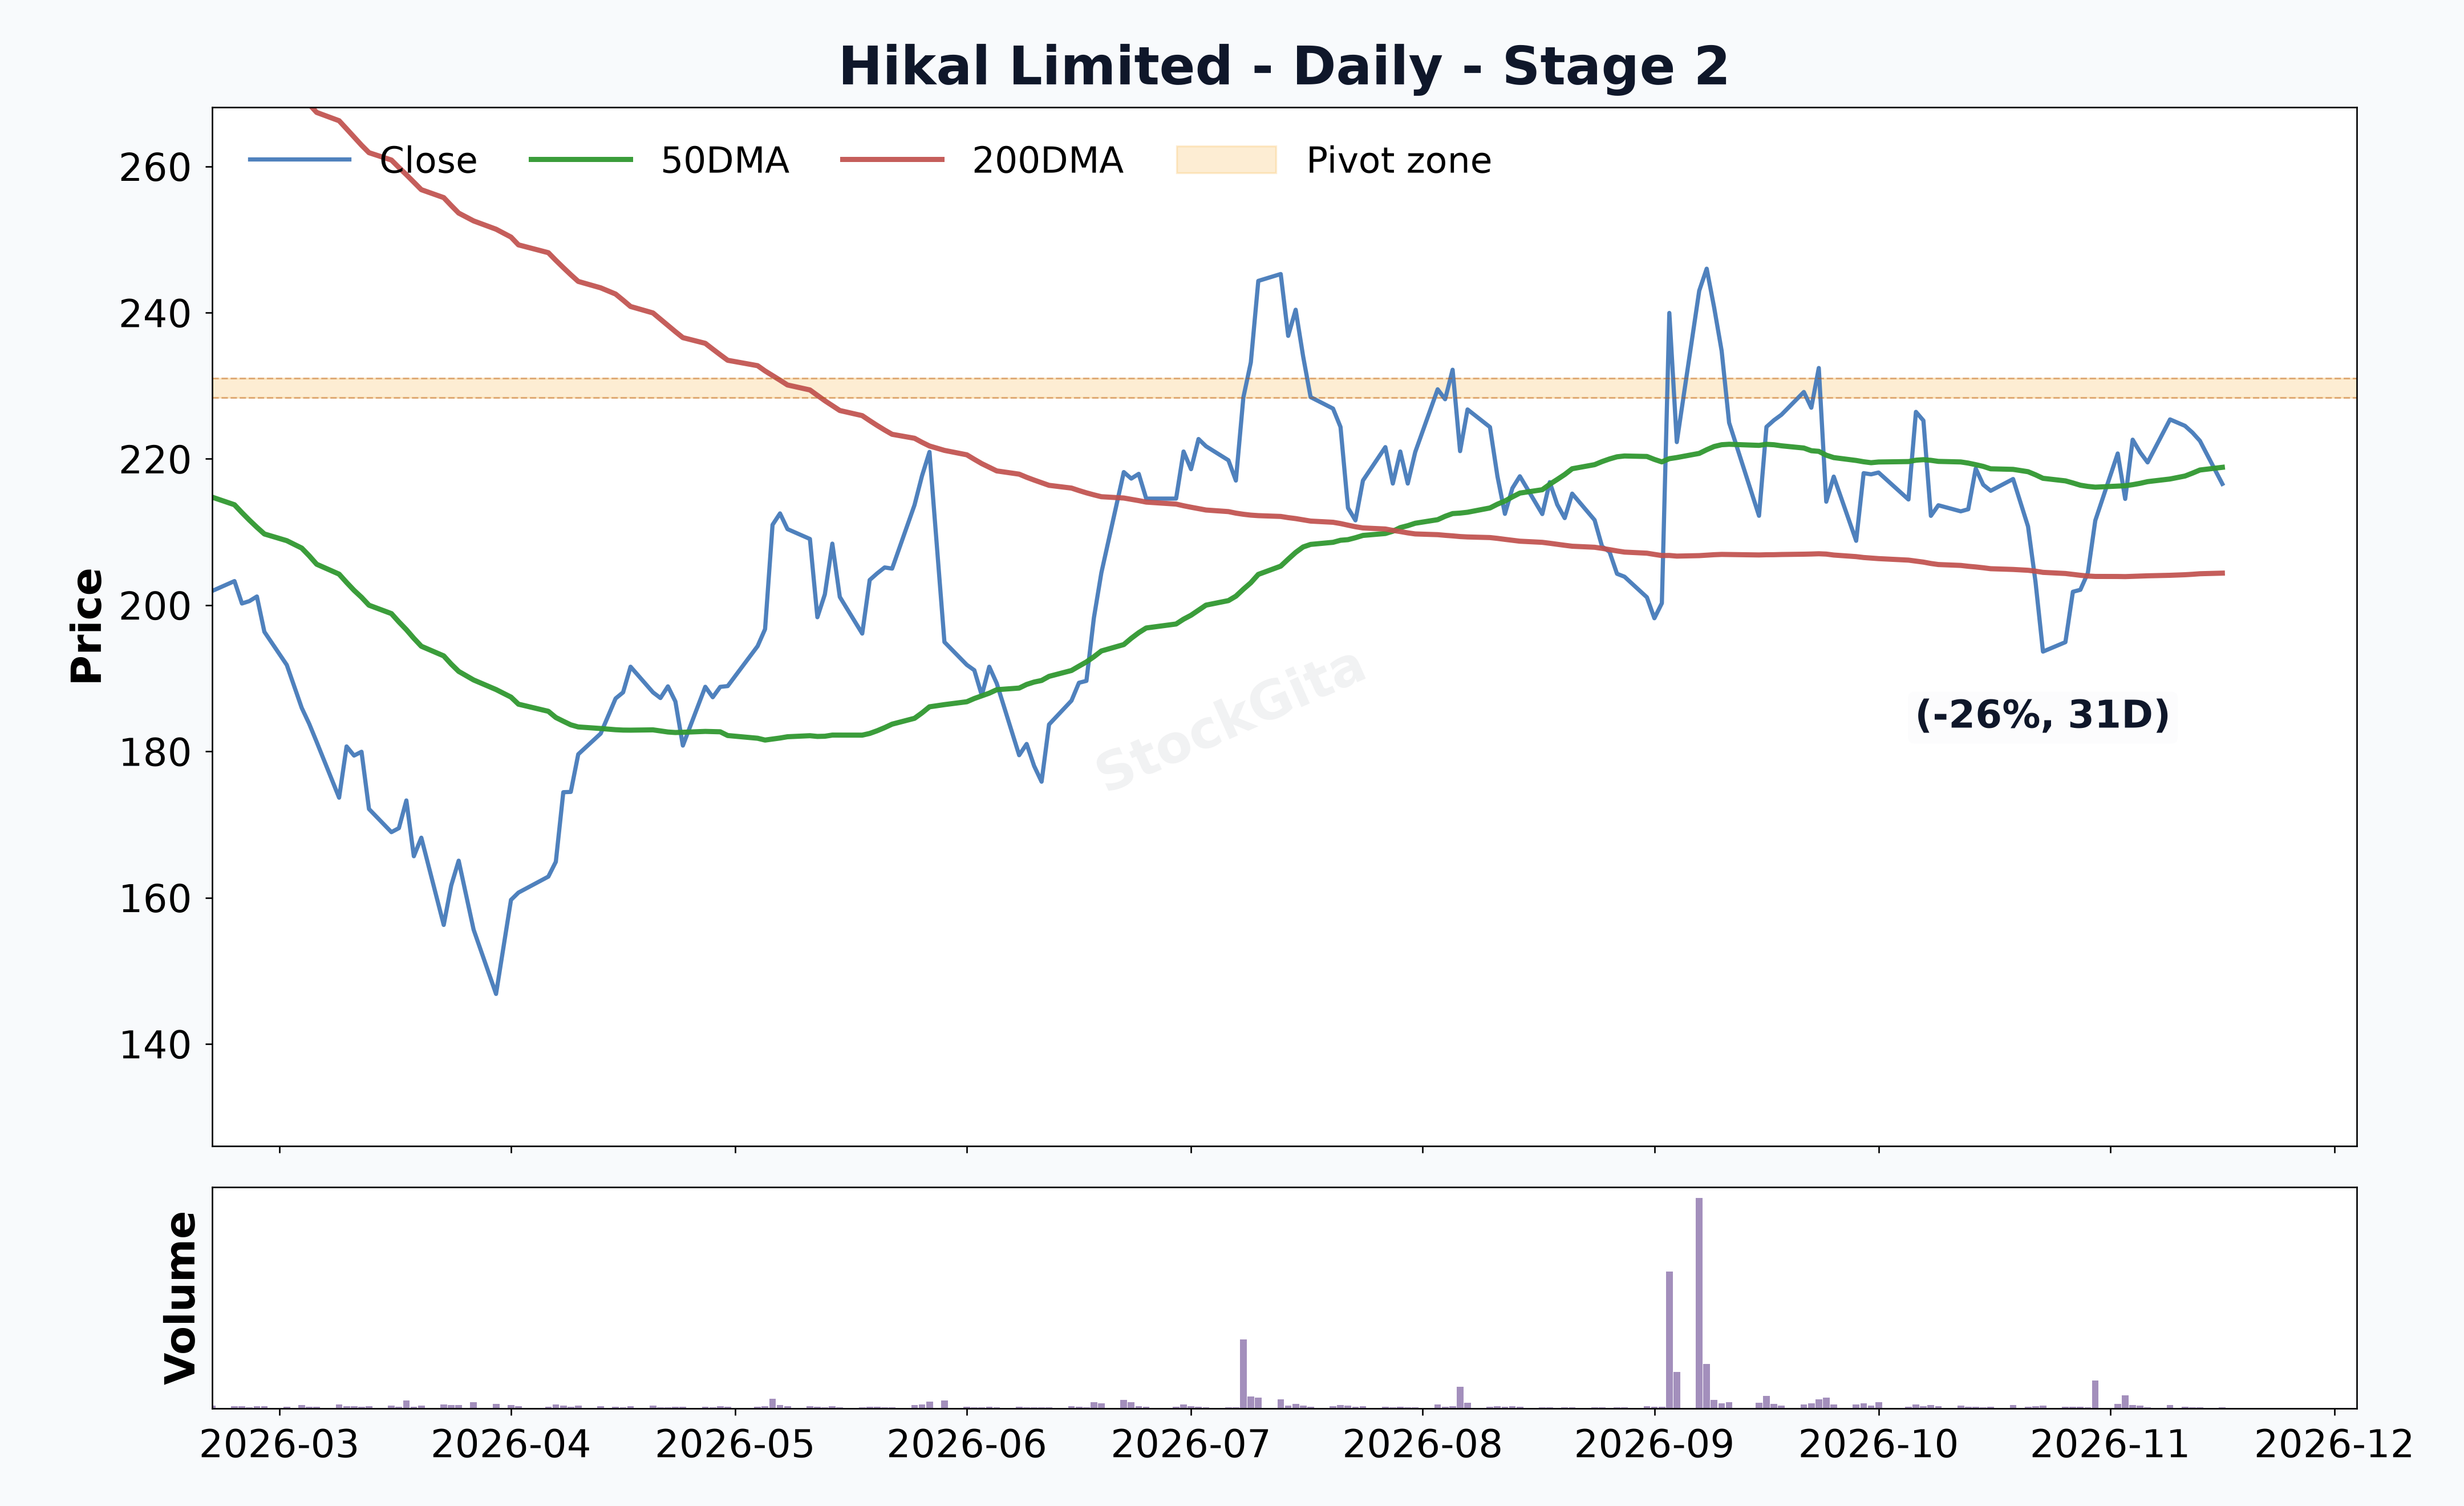 Hikal Limited - Daily - Stage 2
Close 50DMA 200DMA Pivot zone
260
240
220
200
180
160
140
Price
StockGita
(-26%, 31D)
Volume
2026-03 2026-04 2026-05 2026-06 2026-07 2026-08 2026-09 2026-10 2026-11 2026-12